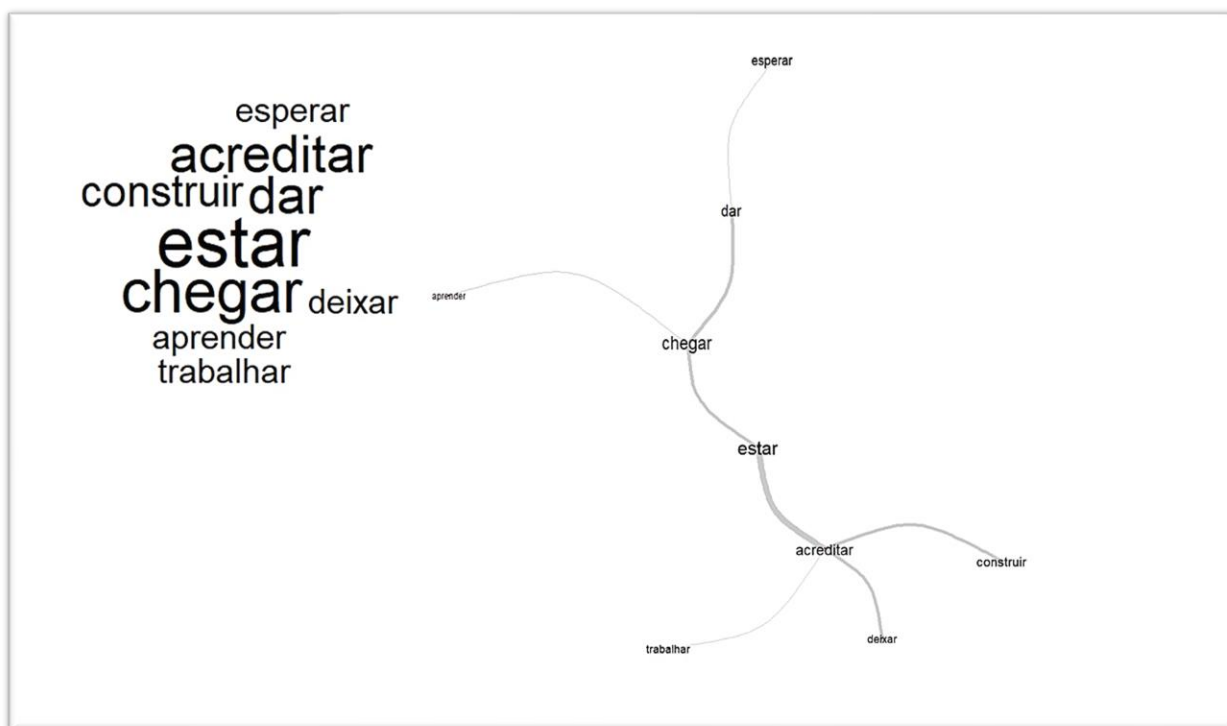 esperar
acreditar
construir dar
estar
chegar deixar
aprender
trabalhar
esperar
dar
aprender
chegar
estar
acreditar
construir
deixar
trabalhar